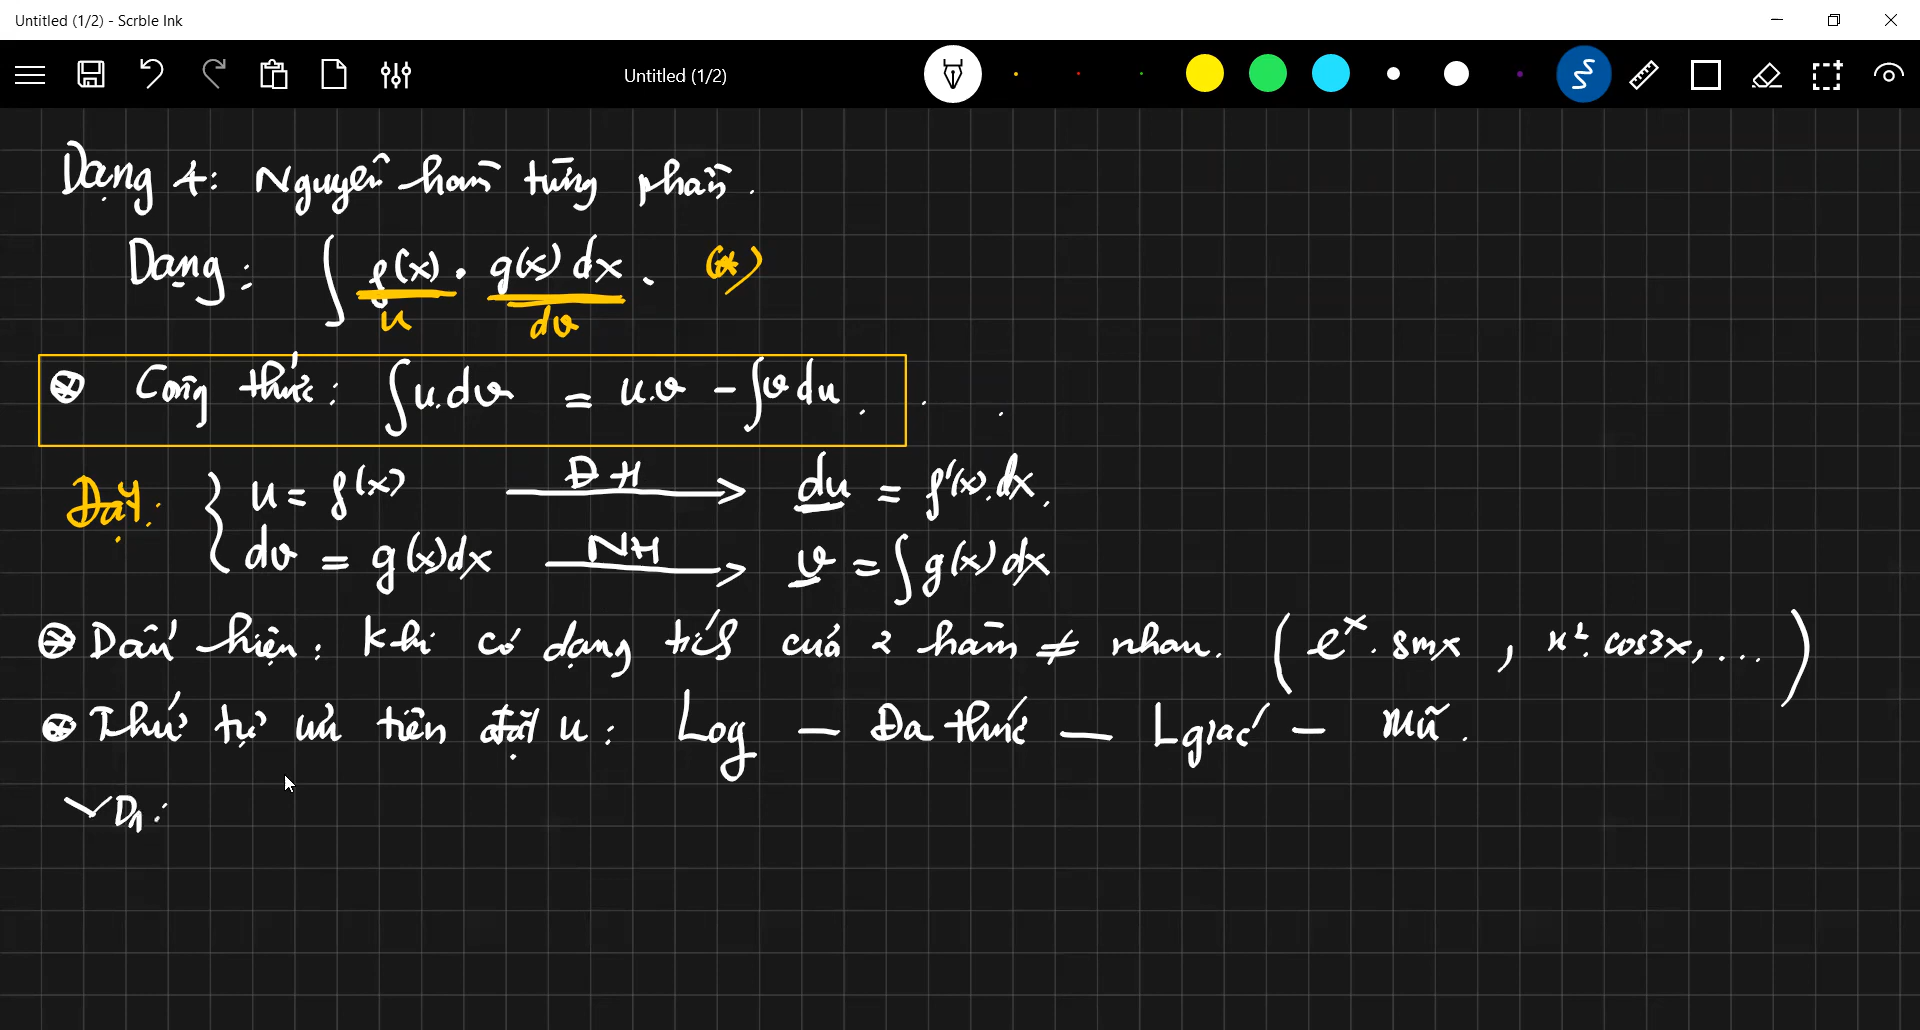 Untitled (1/2) - Scrble Ink
Untitled (1/2)
Dạng 4: Nguyên hàm từng phần.
Dạng: ∫ f(x) . g(x) dx . (*)
u dv
⊗ Công thức: ∫u.dv = u.v - ∫v du .
Đặt: { u = f(x) ĐH → du = f'(x).dx.
dv = g(x)dx NH → v = ∫g(x)dx
⊗ Dấu hiệu: Khi có dạng tích của 2 hàm ≠ nhau. (e^x. sinx , x². cos3x, ... )
⊗ Thứ tự ưu tiên đặt u: Log — Đa thức — Lgiác — Mũ.
VD1: